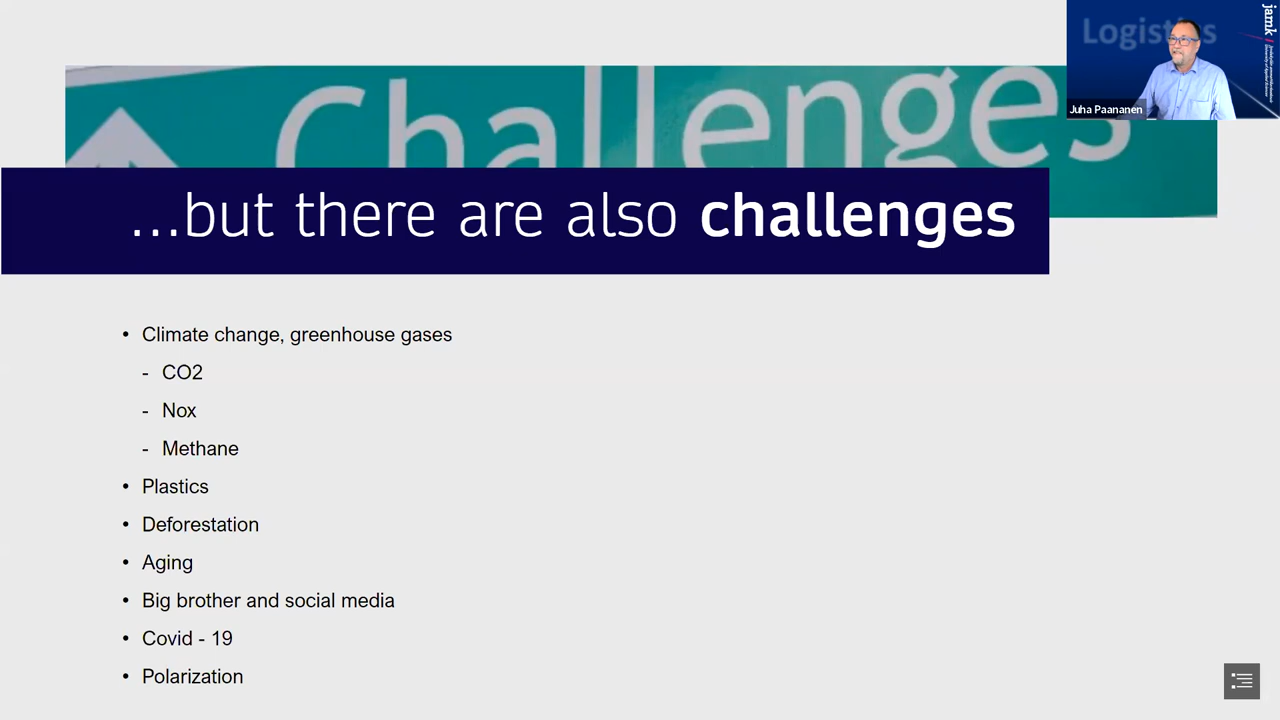 Challenges
...but there are also challenges
• Climate change, greenhouse gases
- CO2
- Nox
- Methane
• Plastics
• Deforestation
• Aging
• Big brother and social media
• Covid - 19
• Polarization
Logistics
jamk
Juha Paananen